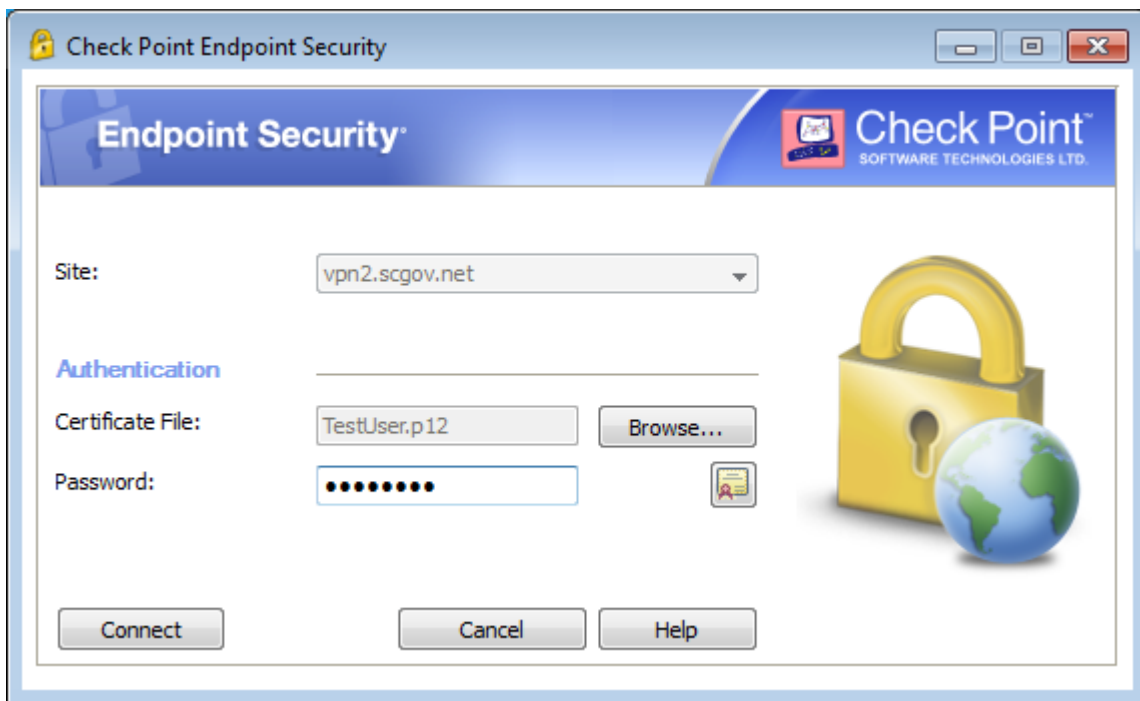 Check Point Endpoint Security
Endpoint Security
Check Point™
SOFTWARE TECHNOLOGIES LTD.
Site:
vpn2.scgov.net
Authentication
Certificate File:
TestUser.p12
Browse...
Password:
••••••••
Connect
Cancel
Help